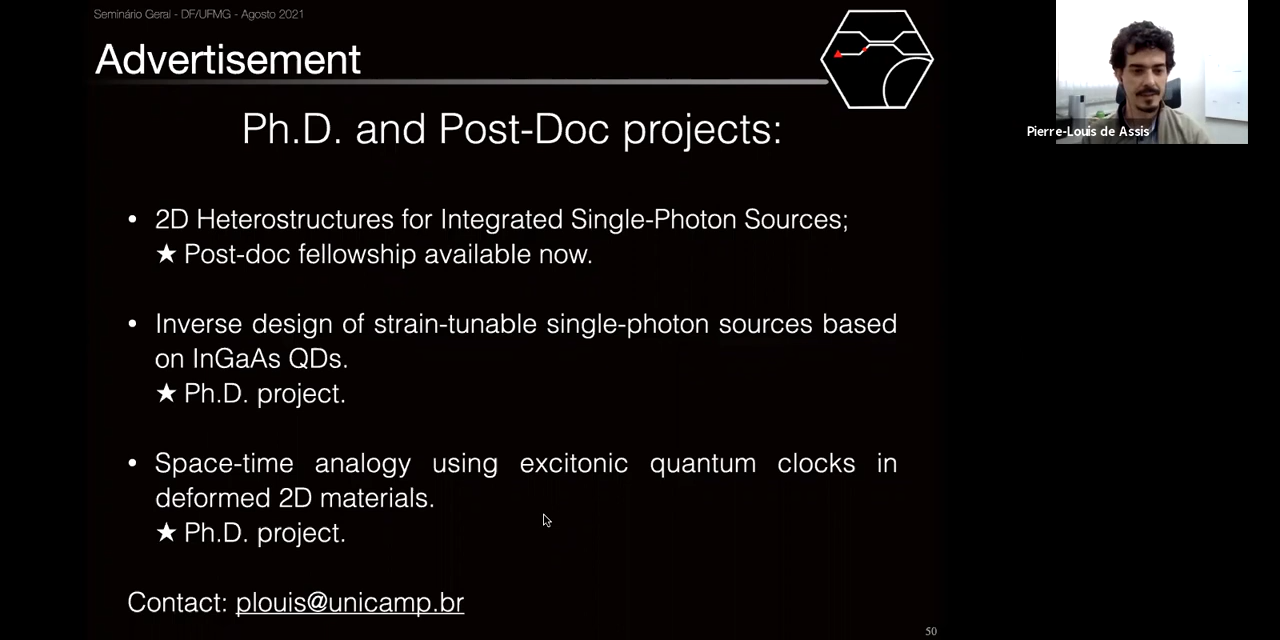 Seminário Geral - DF/UFMG - Agosto 2021
Advertisement
Pierre-Louis de Assis
Ph.D. and Post-Doc projects:
• 2D Heterostructures for Integrated Single-Photon Sources;
★ Post-doc fellowship available now.
• Inverse design of strain-tunable single-photon sources based
on InGaAs QDs.
★ Ph.D. project.
• Space-time analogy using excitonic quantum clocks in
deformed 2D materials.
★ Ph.D. project.
Contact: plouis@unicamp.br
50